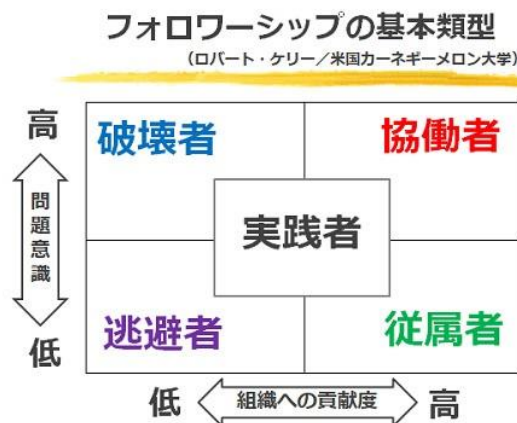 フォロワーシップの基本類型
（ロバート・ケリー／米国カーネギーメロン大学）
高
破壊者
協働者
問題意識
実践者
逃避者
従属者
低
低
組織への貢献度
高